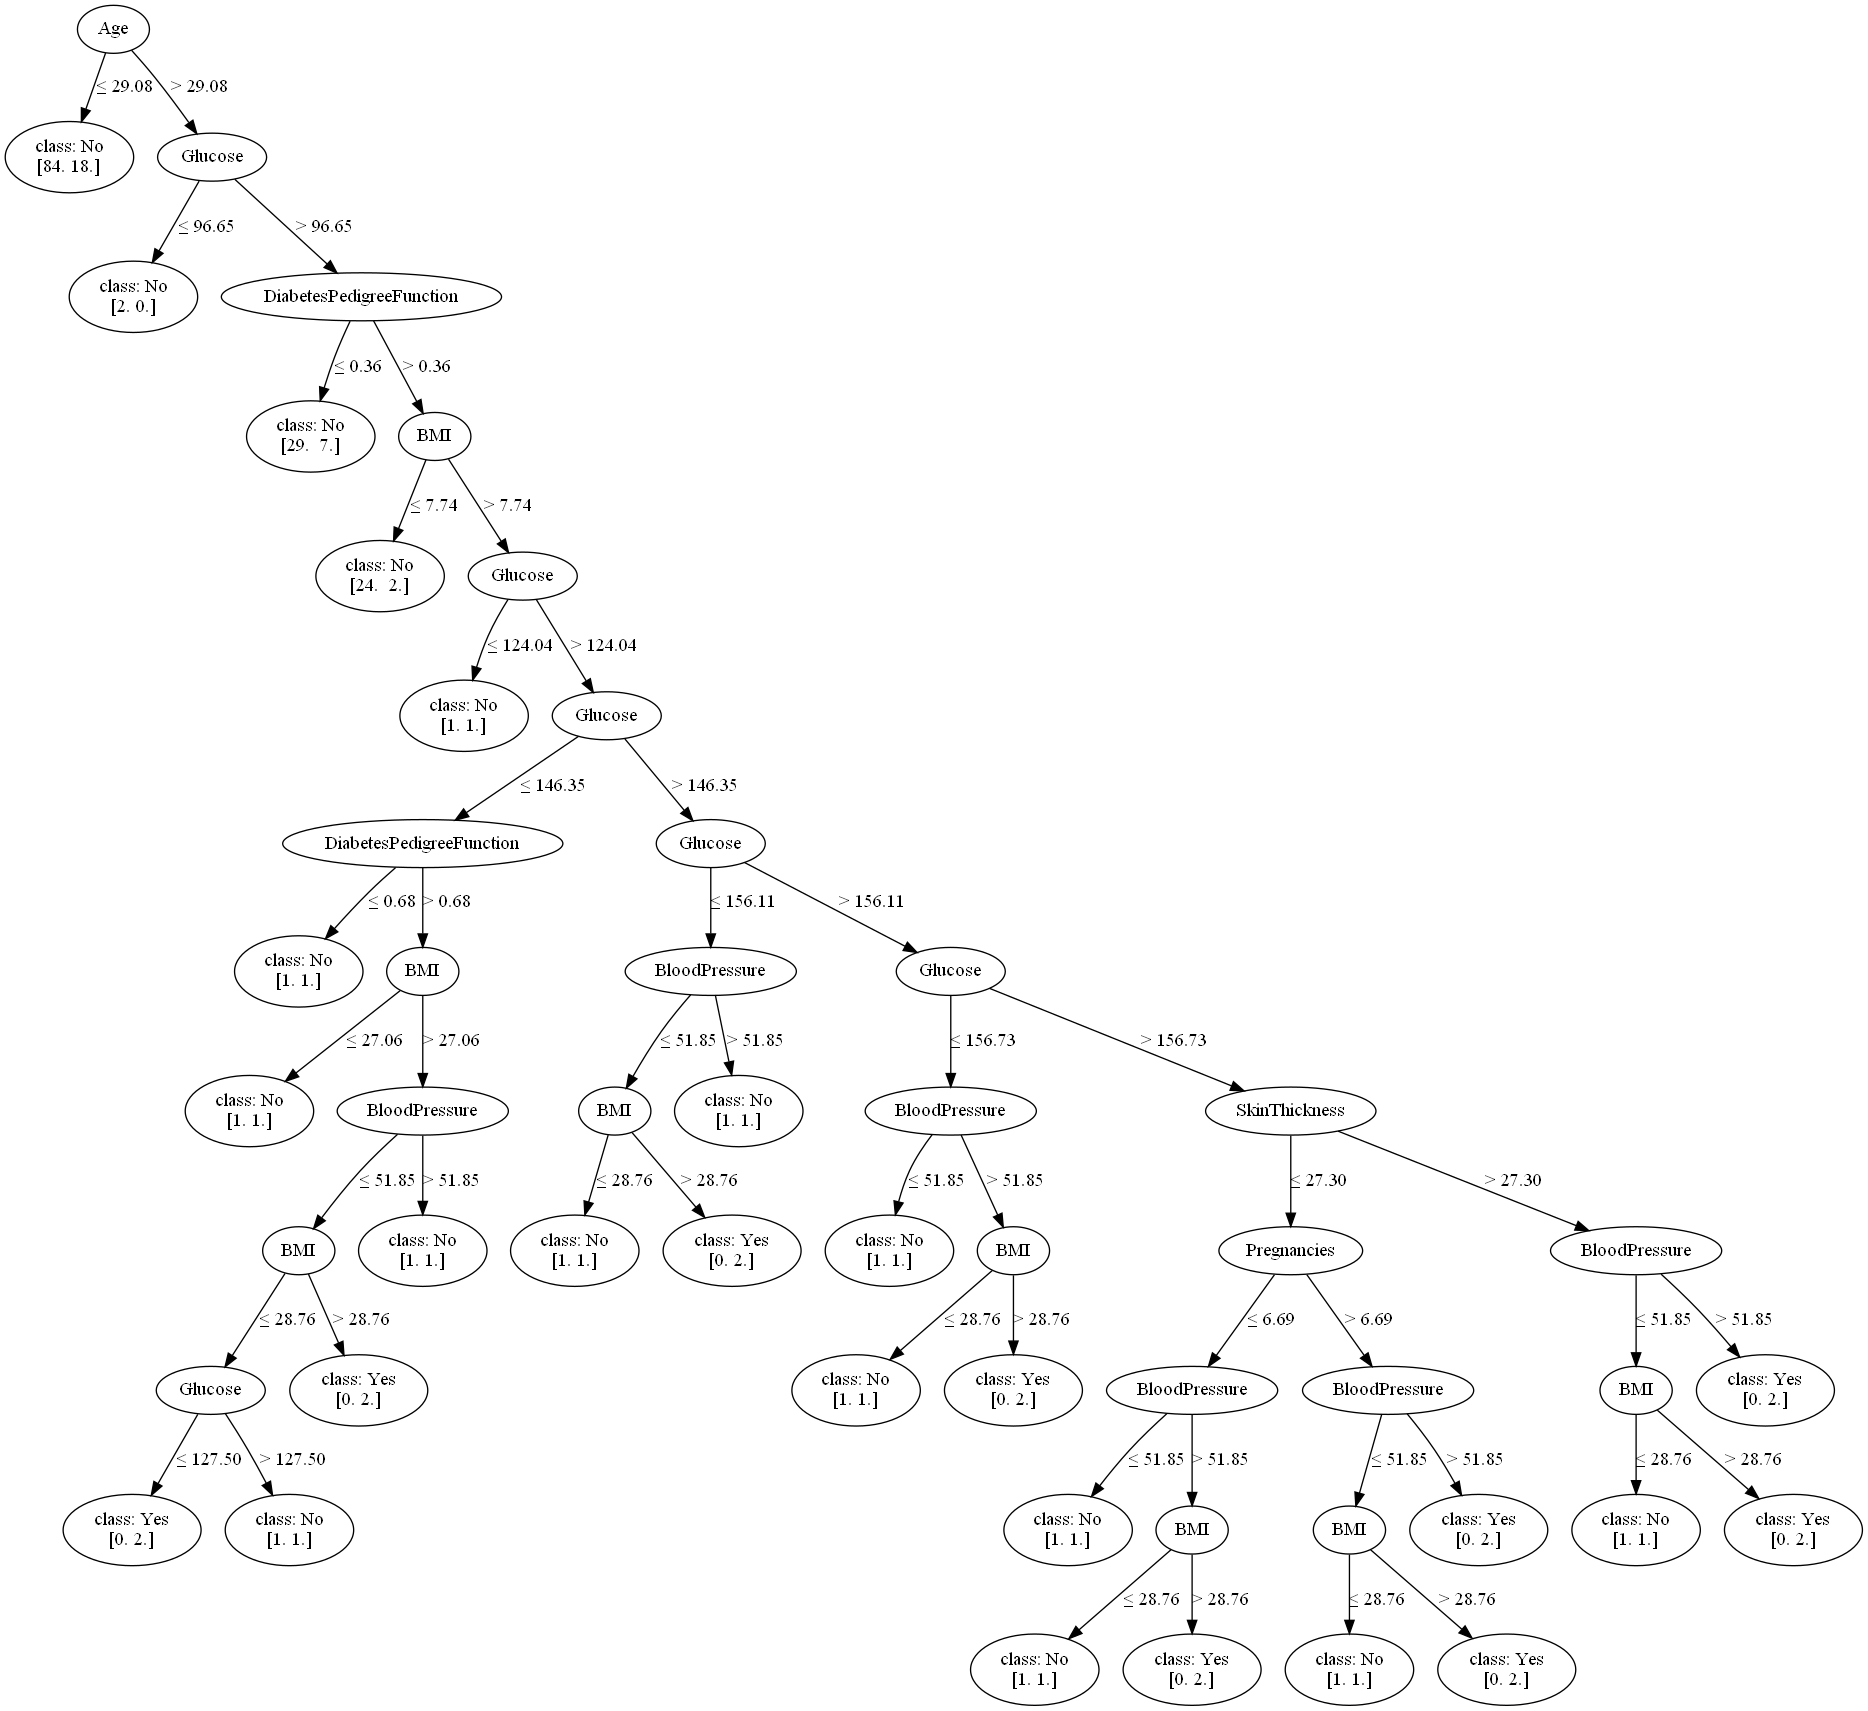 Age
≤ 29.08
> 29.08
class: No
[84. 18.]
Glucose
≤ 96.65
> 96.65
class: No
[2. 0.]
DiabetesPedigreeFunction
≤ 0.36
> 0.36
class: No
[29.  7.]
BMI
≤ 7.74
> 7.74
class: No
[24.  2.]
Glucose
≤ 124.04
> 124.04
class: No
[1. 1.]
Glucose
≤ 146.35
> 146.35
DiabetesPedigreeFunction
Glucose
≤ 0.68
> 0.68
≤ 156.11
> 156.11
class: No
[1. 1.]
BMI
BloodPressure
Glucose
≤ 27.06
> 27.06
≤ 51.85
> 51.85
≤ 156.73
> 156.73
class: No
[1. 1.]
BloodPressure
BMI
class: No
[1. 1.]
BloodPressure
SkinThickness
≤ 51.85
> 51.85
≤ 28.76
> 28.76
≤ 51.85
> 51.85
≤ 27.30
> 27.30
BMI
class: No
[1. 1.]
class: No
[1. 1.]
class: Yes
[0. 2.]
class: No
[1. 1.]
BMI
Pregnancies
BloodPressure
≤ 28.76
> 28.76
≤ 28.76
> 28.76
≤ 6.69
> 6.69
≤ 51.85
> 51.85
Glucose
class: Yes
[0. 2.]
class: No
[1. 1.]
class: Yes
[0. 2.]
BloodPressure
BloodPressure
BMI
class: Yes
[0. 2.]
≤ 127.50
> 127.50
≤ 51.85
> 51.85
≤ 51.85
> 51.85
≤ 28.76
> 28.76
class: Yes
[0. 2.]
class: No
[1. 1.]
class: No
[1. 1.]
BMI
BMI
class: Yes
[0. 2.]
class: No
[1. 1.]
class: Yes
[0. 2.]
≤ 28.76
> 28.76
≤ 28.76
> 28.76
class: No
[1. 1.]
class: Yes
[0. 2.]
class: No
[1. 1.]
class: Yes
[0. 2.]